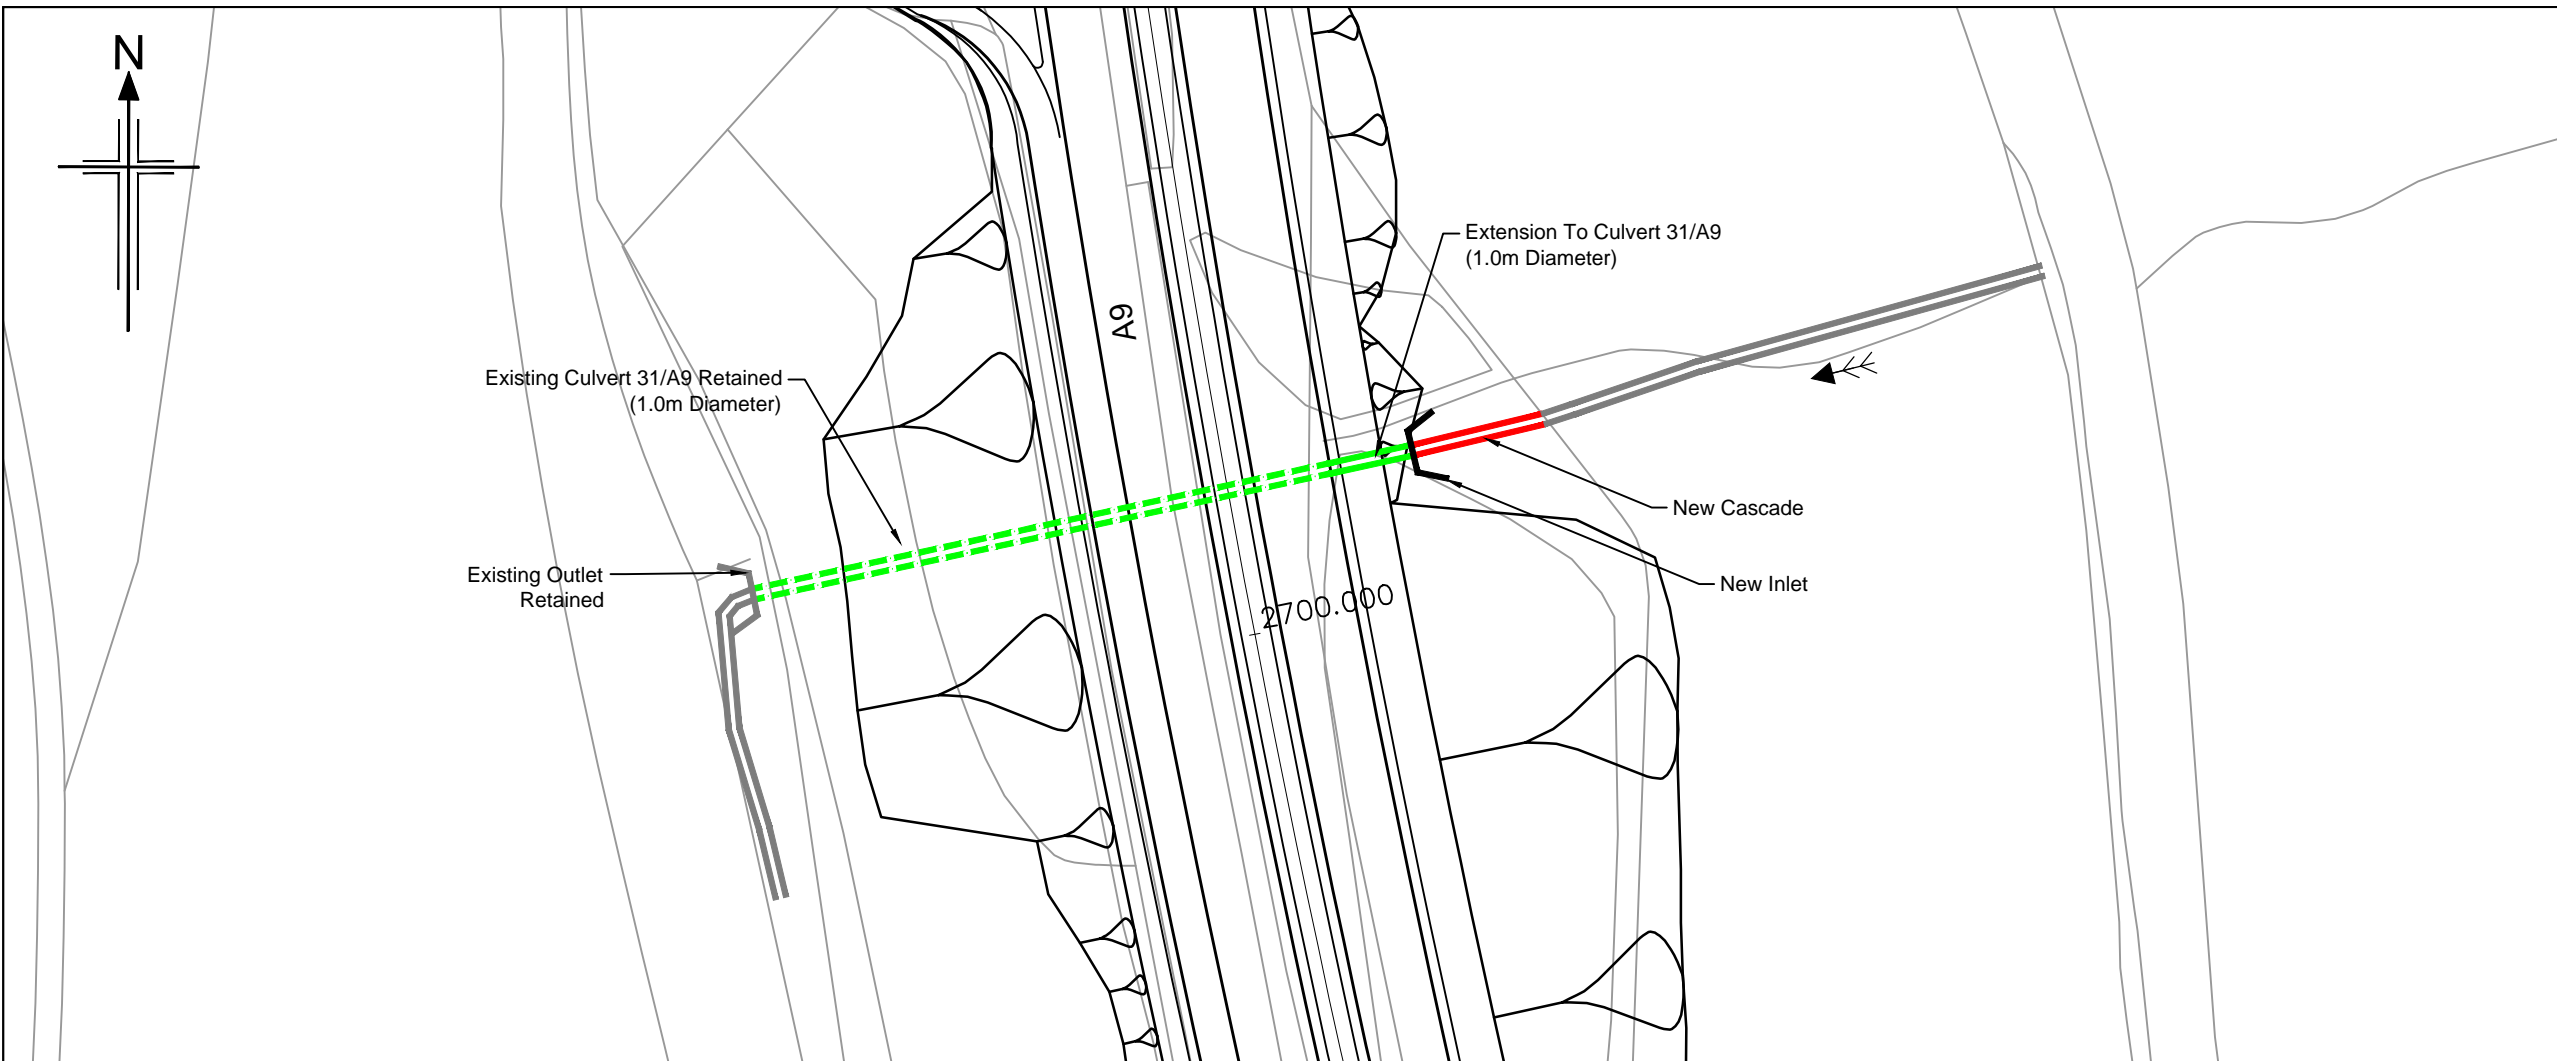 N
Extension To Culvert 31/A9
(1.0m Diameter)
A9
Existing Culvert 31/A9 Retained
(1.0m Diameter)
New Cascade
Existing Outlet
Retained
New Inlet
2700.000